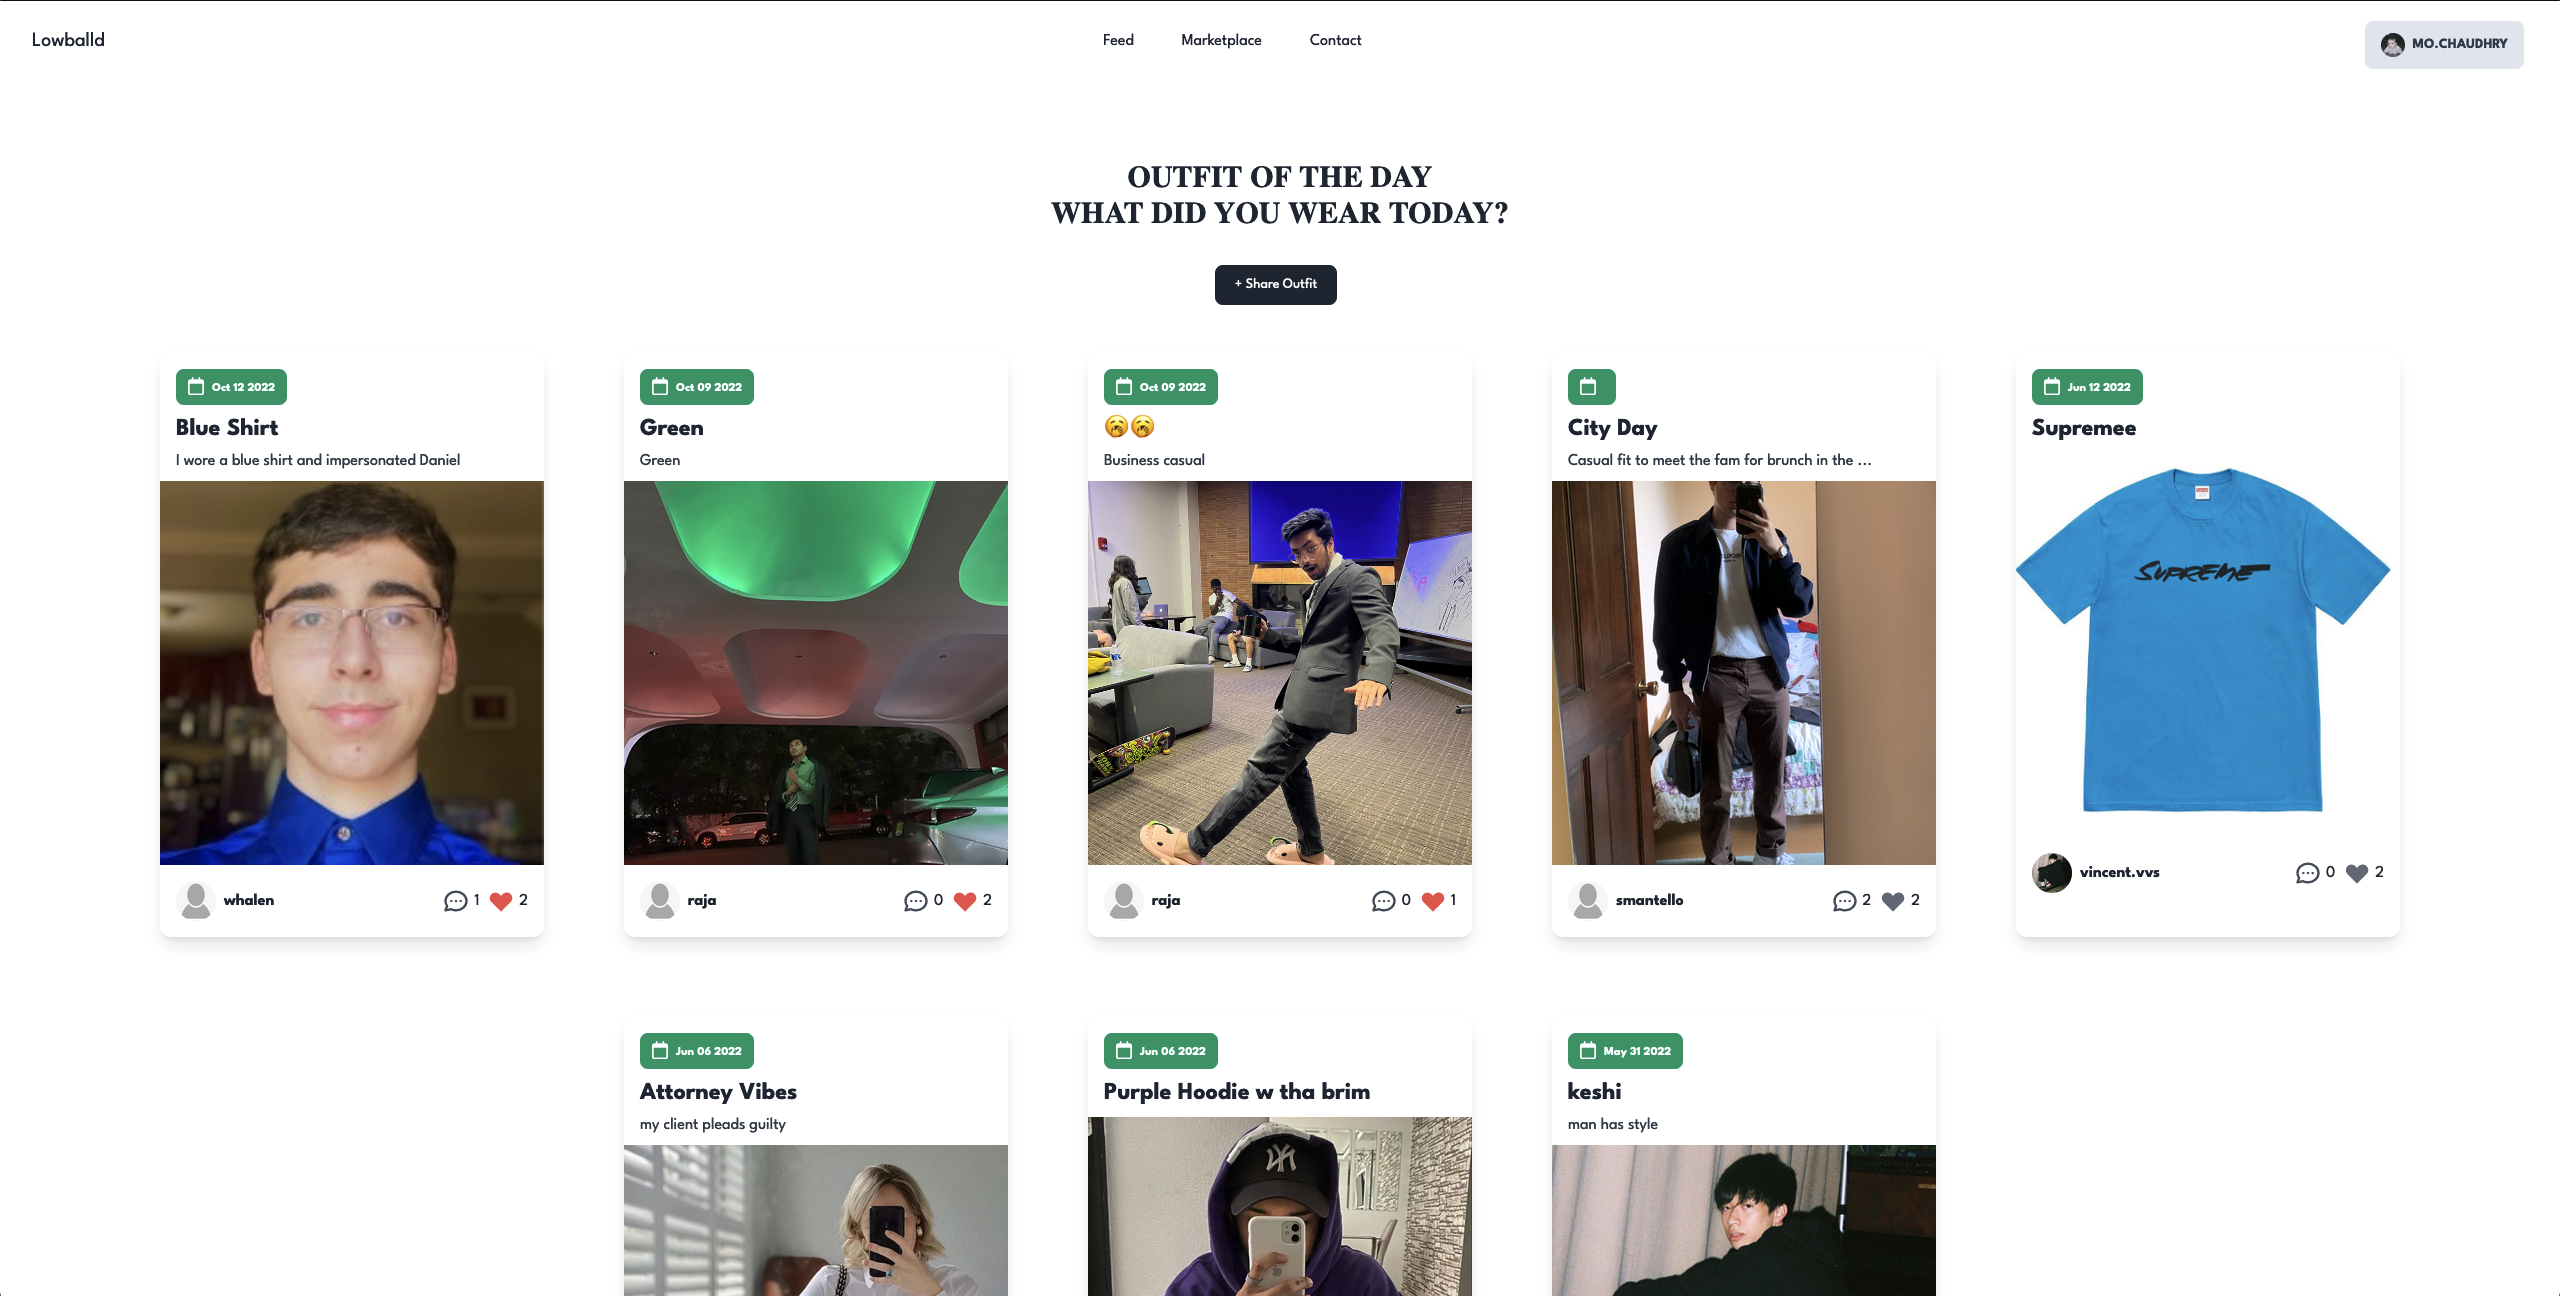 Lowballd
Feed
Marketplace
Contact
MO.CHAUDHRY
OUTFIT OF THE DAY
WHAT DID YOU WEAR TODAY?
+ Share Outfit
Oct 12 2022
Blue Shirt
I wore a blue shirt and impersonated Daniel
whalen
1
2
Oct 09 2022
Green
Green
raja
0
2
Oct 09 2022
🥱🥱
Business casual
raja
0
1
City Day
Casual fit to meet the fam for brunch in the ...
smantello
2
2
Jun 12 2022
Supremee
SUPREME
vincent.vvs
0
2
Jun 06 2022
Attorney Vibes
my client pleads guilty
Jun 06 2022
Purple Hoodie w tha brim
NY
May 31 2022
keshi
man has style